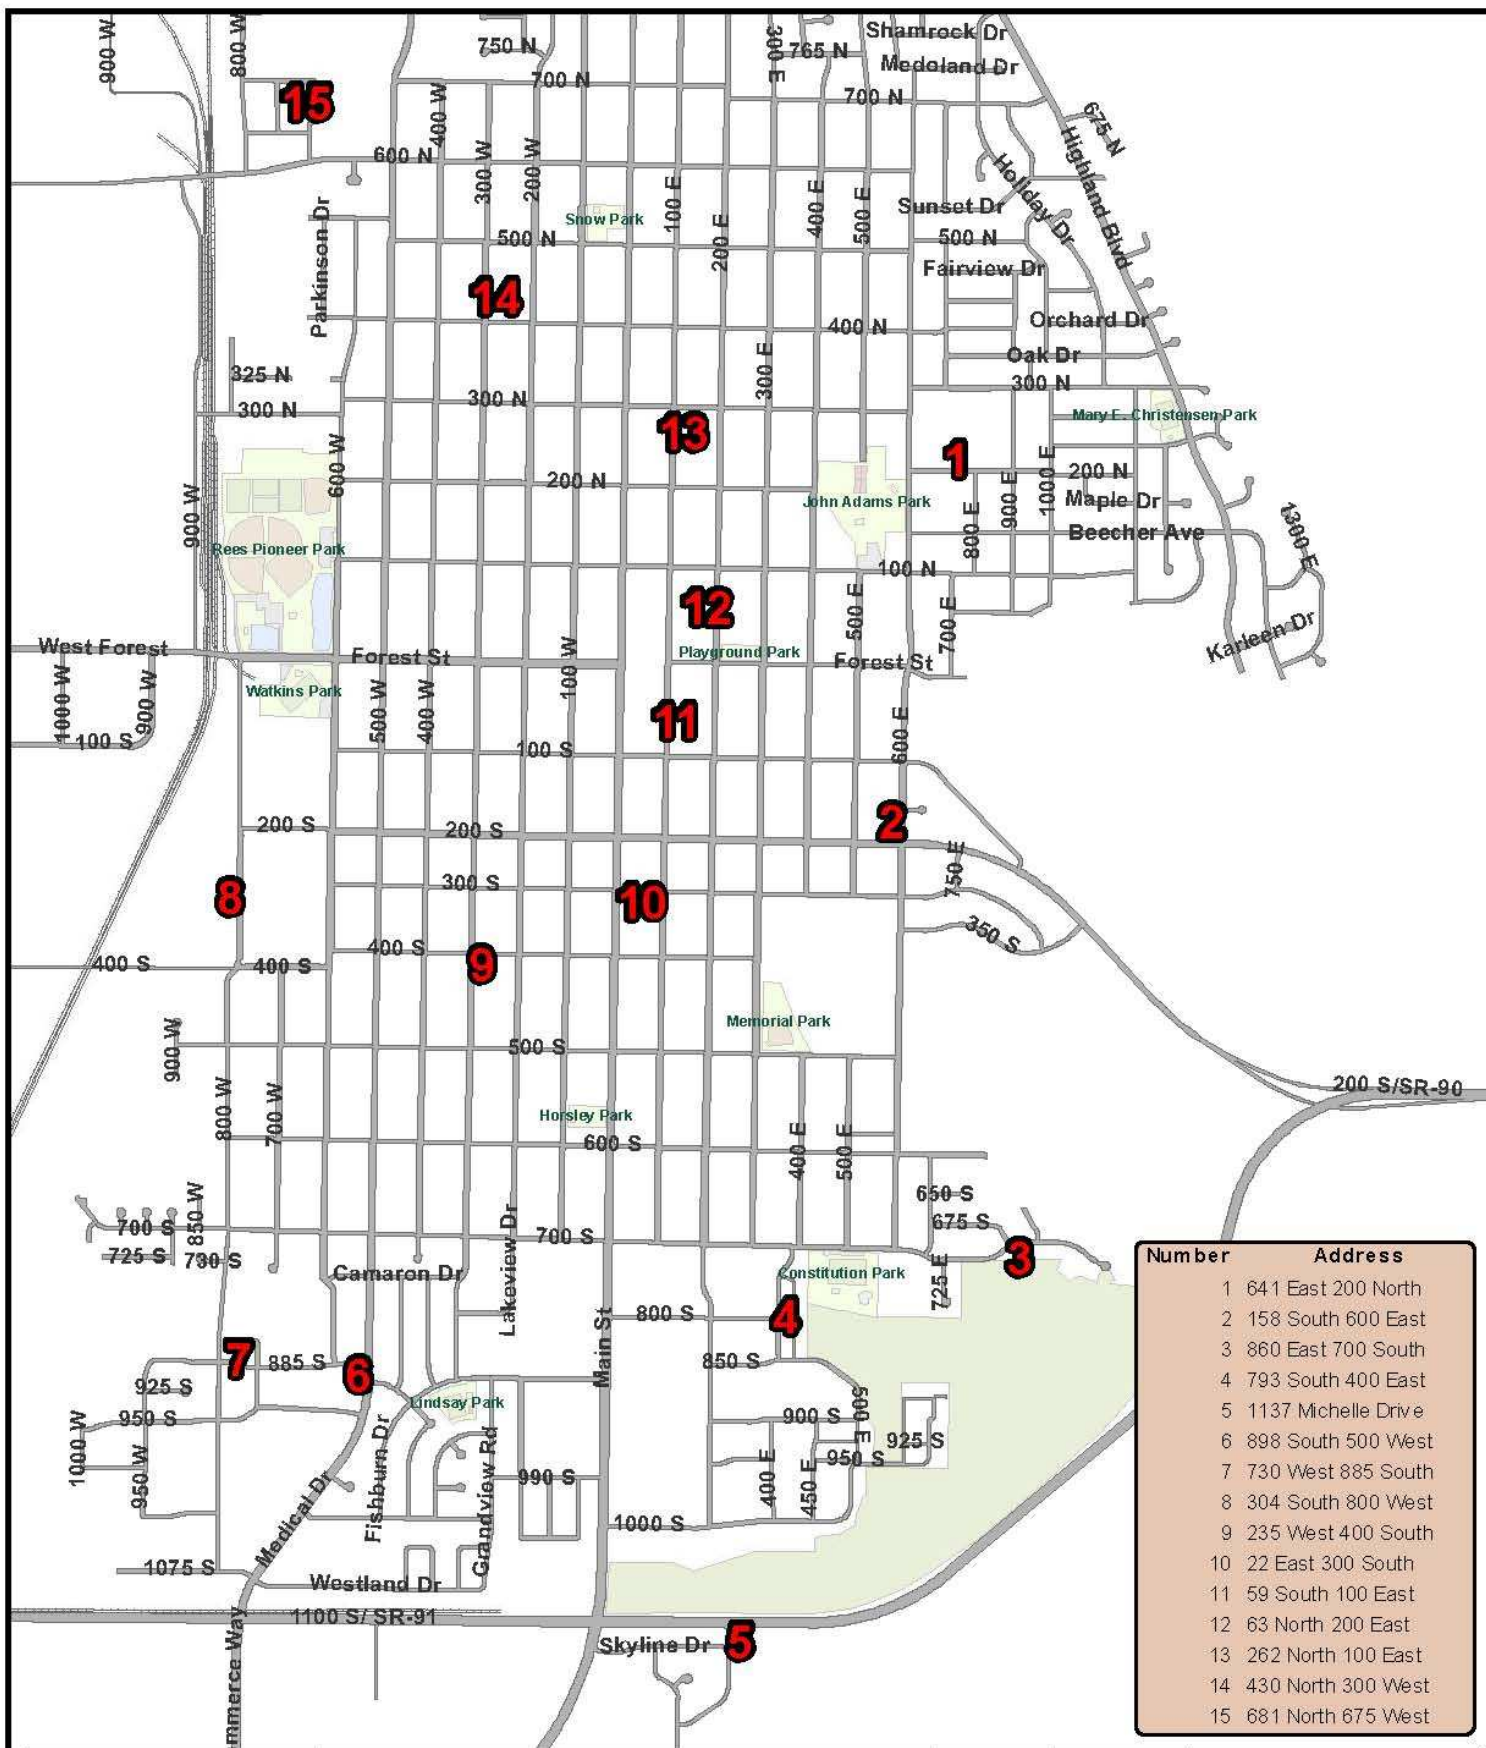 900 W
800 W
750 N
300 E
765 N
Shamrock Dr
Medoland Dr
15
700 N
700 N
675 N
400 W
Highland Blvd
600 N
300 W
200 W
Holiday Dr
100 E
200 E
400 E
500 E
Sunset Dr
Snow Park
Parkinson Dr
500 N
500 N
Fairview Dr
14
400 N
Orchard Dr
Oak Dr
325 N
300 E
300 N
300 N
300 N
Mary E. Christensen Park
13
1
600 W
200 N
200 N
John Adams Park
900 E
1000 E
Maple Dr
900 W
800 E
Beecher Ave
1300 E
Rees Pioneer Park
100 N
12
500 E
700 E
West Forest
Forest St
100 W
Playground Park
Forest St
Karleen Dr
Watkins Park
1000 W
900 W
500 W
400 W
11
600 E
100 S
100 S
200 S
200 S
2
750 E
8
300 S
10
350 S
400 S
400 S
400 S
9
Memorial Park
900 W
500 S
200 S/SR-90
800 W
700 W
Horsley Park
600 S
400 E
500 E
650 S
850 W
700 S
675 S
725 S
730 S
Lakeview Dr
700 S
3
Camaron Dr
Constitution Park
725 E
Main St
800 S
4
7
885 S
6
850 S
925 S
Lindsay Park
950 S
Fishburn Dr
900 S
500 E
925 S
1000 W
950 W
Grandview Rd
990 S
400 E
450 E
950 S
Medical Dr
1000 S
1075 S
Westland Dr
1100 S/ SR-91
mmerce Way
Skyline Dr
5
Number Address
1 641 East 200 North
2 158 South 600 East
3 860 East 700 South
4 793 South 400 East
5 1137 Michelle Drive
6 898 South 500 West
7 730 West 885 South
8 304 South 800 West
9 235 West 400 South
10 22 East 300 South
11 59 South 100 East
12 63 North 200 East
13 262 North 100 East
14 430 North 300 West
15 681 North 675 West